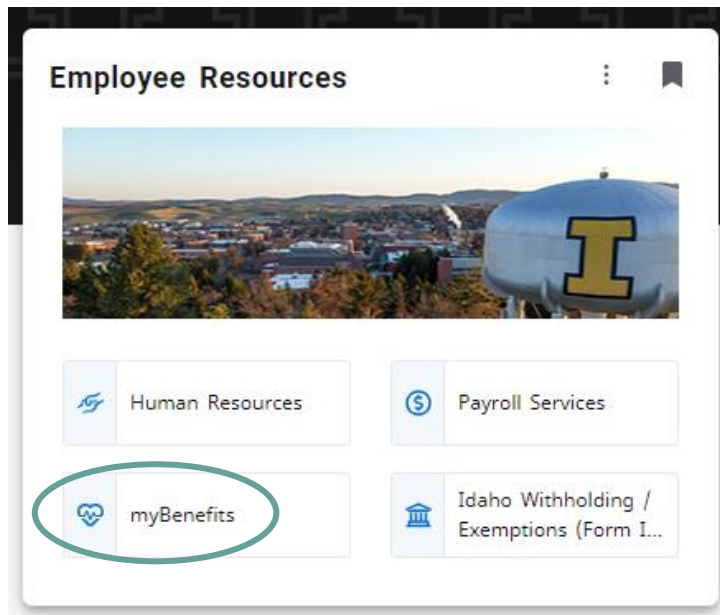 Employee Resources
I
Human Resources
Payroll Services
myBenefits
Idaho Withholding /
Exemptions (Form I...